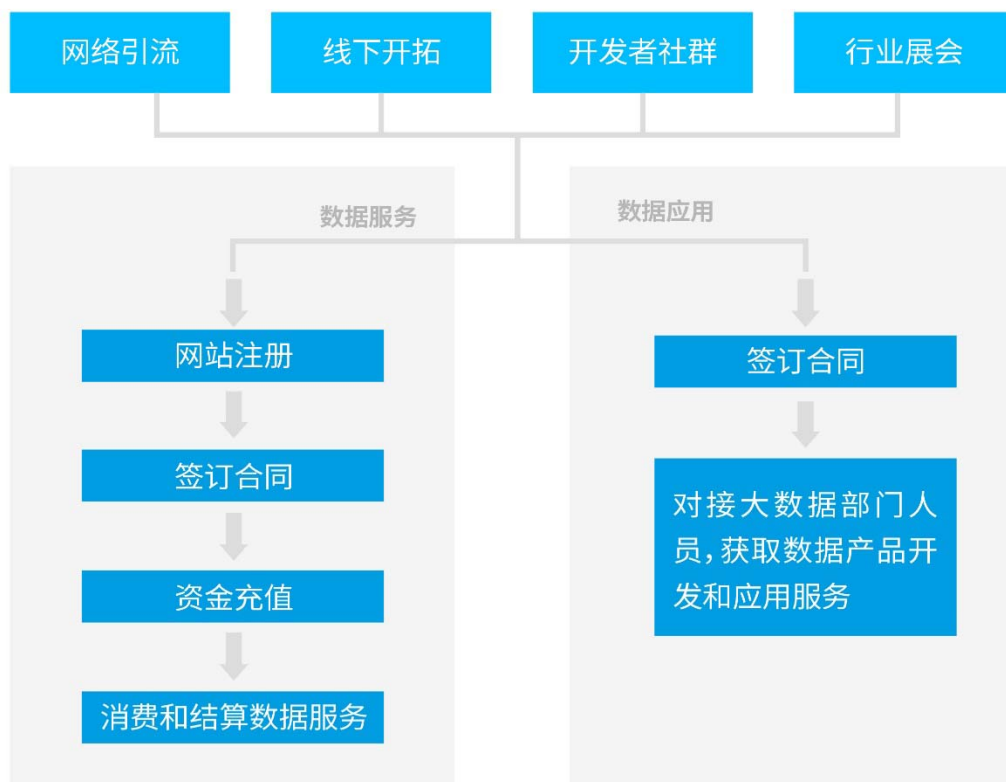 网络引流
线下开拓
开发者社群
行业展会
数据服务
数据应用
网站注册
签订合同
资金充值
消费和结算数据服务
签订合同
对接大数据部门人
员，获取数据产品开
发和应用服务